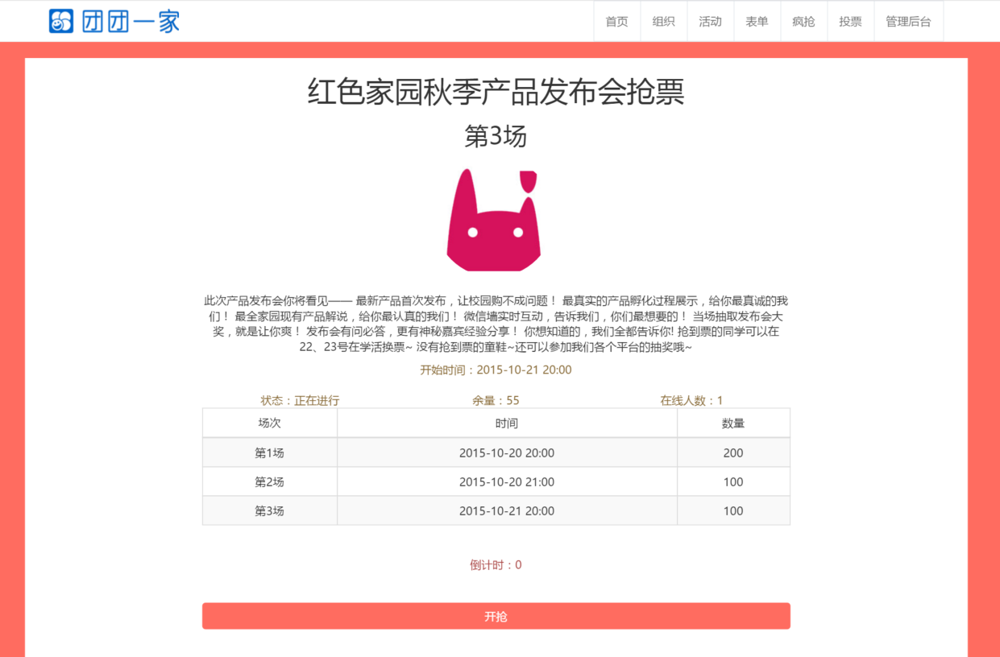 团团一家
首页 组织 活动 表单 疯抢 投票 管理后台
红色家园秋季产品发布会抢票
第3场
此次产品发布会你将看见—— 最新产品首次发布，让校园购不成问题！ 最真实的产品孵化过程展示，给你最真诚的我
们！ 最全家园现有产品解说，给你最认真的我们！ 微信墙实时互动，告诉我们，你们最想要的！ 当场抽取发布会大
奖，就是让你爽！ 发布会有问必答，更有神秘嘉宾经验分享！ 你想知道的，我们全都告诉你! 抢到票的同学可以在
22、23号在学活换票~ 没有抢到票的童鞋~还可以参加我们各个平台的抽奖哦~
开始时间：2015-10-21 20:00
状态：正在进行 余量：55 在线人数：1
场次 时间 数量
第1场 2015-10-20 20:00 200
第2场 2015-10-20 21:00 100
第3场 2015-10-21 20:00 100
倒计时：0
开抢